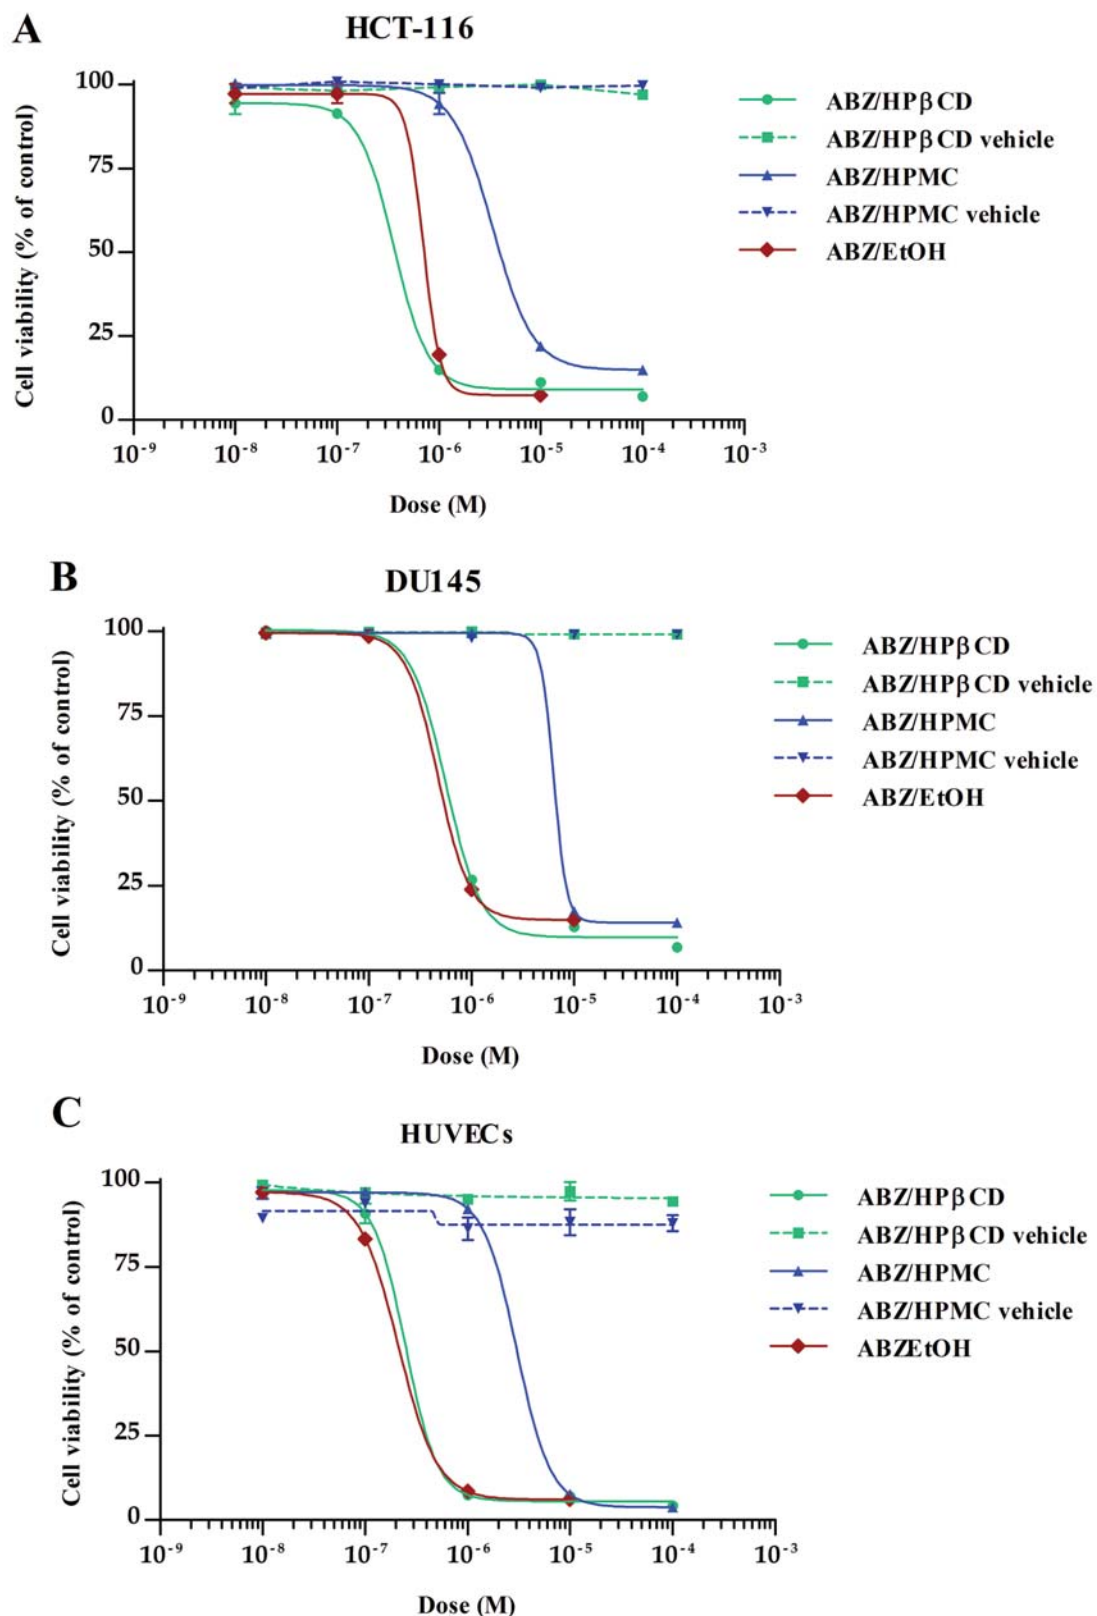 A
HCT-116
Cell viability (% of control)
100
75
50
25
0
10⁻⁹ 10⁻⁸ 10⁻⁷ 10⁻⁶ 10⁻⁵ 10⁻⁴ 10⁻³
Dose (M)
ABZ/HPβCD
ABZ/HPβCD vehicle
ABZ/HPMC
ABZ/HPMC vehicle
ABZ/EtOH
B
DU145
Cell viability (% of control)
100
75
50
25
0
10⁻⁹ 10⁻⁸ 10⁻⁷ 10⁻⁶ 10⁻⁵ 10⁻⁴ 10⁻³
Dose (M)
ABZ/HPβCD
ABZ/HPβCD vehicle
ABZ/HPMC
ABZ/HPMC vehicle
ABZ/EtOH
C
HUVECs
Cell viability (% of control)
100
75
50
25
0
10⁻⁹ 10⁻⁸ 10⁻⁷ 10⁻⁶ 10⁻⁵ 10⁻⁴ 10⁻³
Dose (M)
ABZ/HPβCD
ABZ/HPβCD vehicle
ABZ/HPMC
ABZ/HPMC vehicle
ABZEtOH